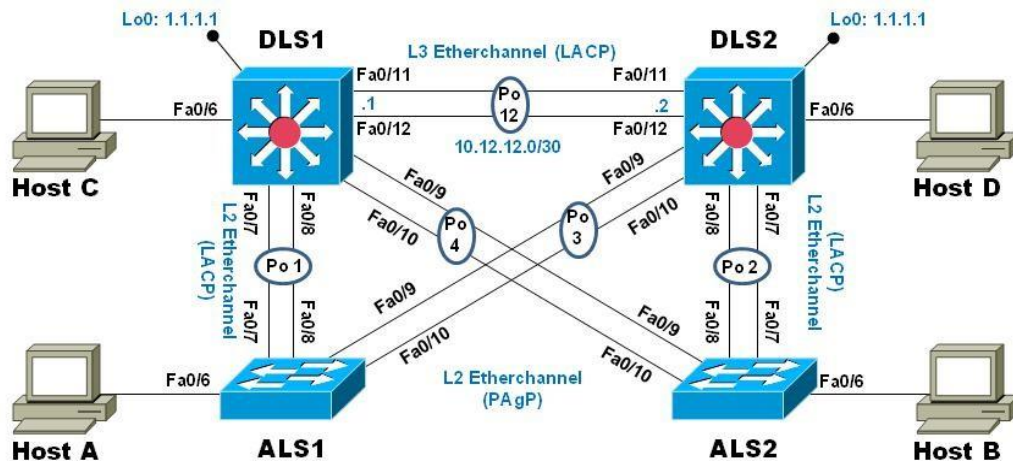 Lo0: 1.1.1.1
Lo0: 1.1.1.1
DLS1
L3 Etherchannel (LACP)
DLS2
Fa0/11
Fa0/11
Fa0/6
Po
12
Fa0/6
.1
.2
Fa0/12
Fa0/12
10.12.12.0/30
Host C
Host D
Fa0/7
Fa0/8
Fa0/9
Fa0/10
Po
4
Fa0/9
Fa0/10
Po
3
Fa0/8
Fa0/7
L2 Etherchannel
(LACP)
Po 1
Po 2
L2 Etherchannel
(LACP)
Fa0/7
Fa0/8
Fa0/9
Fa0/10
Fa0/9
Fa0/10
Fa0/8
Fa0/7
Fa0/6
L2 Etherchannel
(PAgP)
Fa0/6
Host A
ALS1
ALS2
Host B